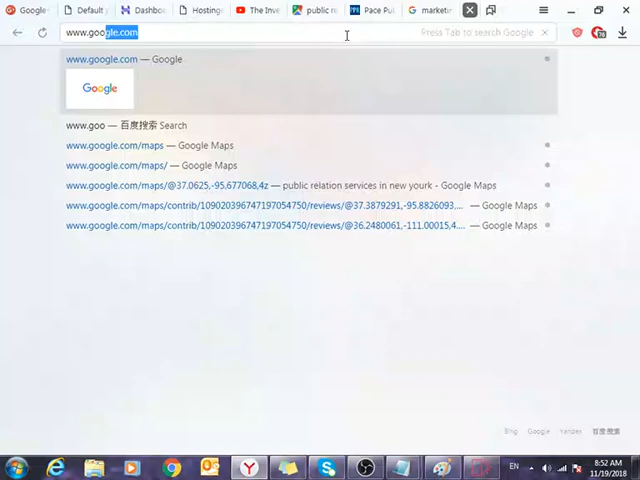 Google
Default
Dashbo
Hosting
The Inve
public re
Pace Pu
marketin
www.google.com
Press Tab to search Google
www.google.com — Google
Google
www.goo — 百度搜索 Search
www.google.com/maps — Google Maps
www.google.com/maps/ — Google Maps
www.google.com/maps/@37.0625,-95.677068,4z — public relation services in new yourk - Google Maps
www.google.com/maps/contrib/109020396747197054750/reviews/@37.3879291,-95.8826093,... — Google Maps
www.google.com/maps/contrib/109020396747197054750/reviews/@36.2480061,-111.00015,4... — Google Maps
Bing Google Yandex 百度搜索
EN
8:52 AM
11/19/2018